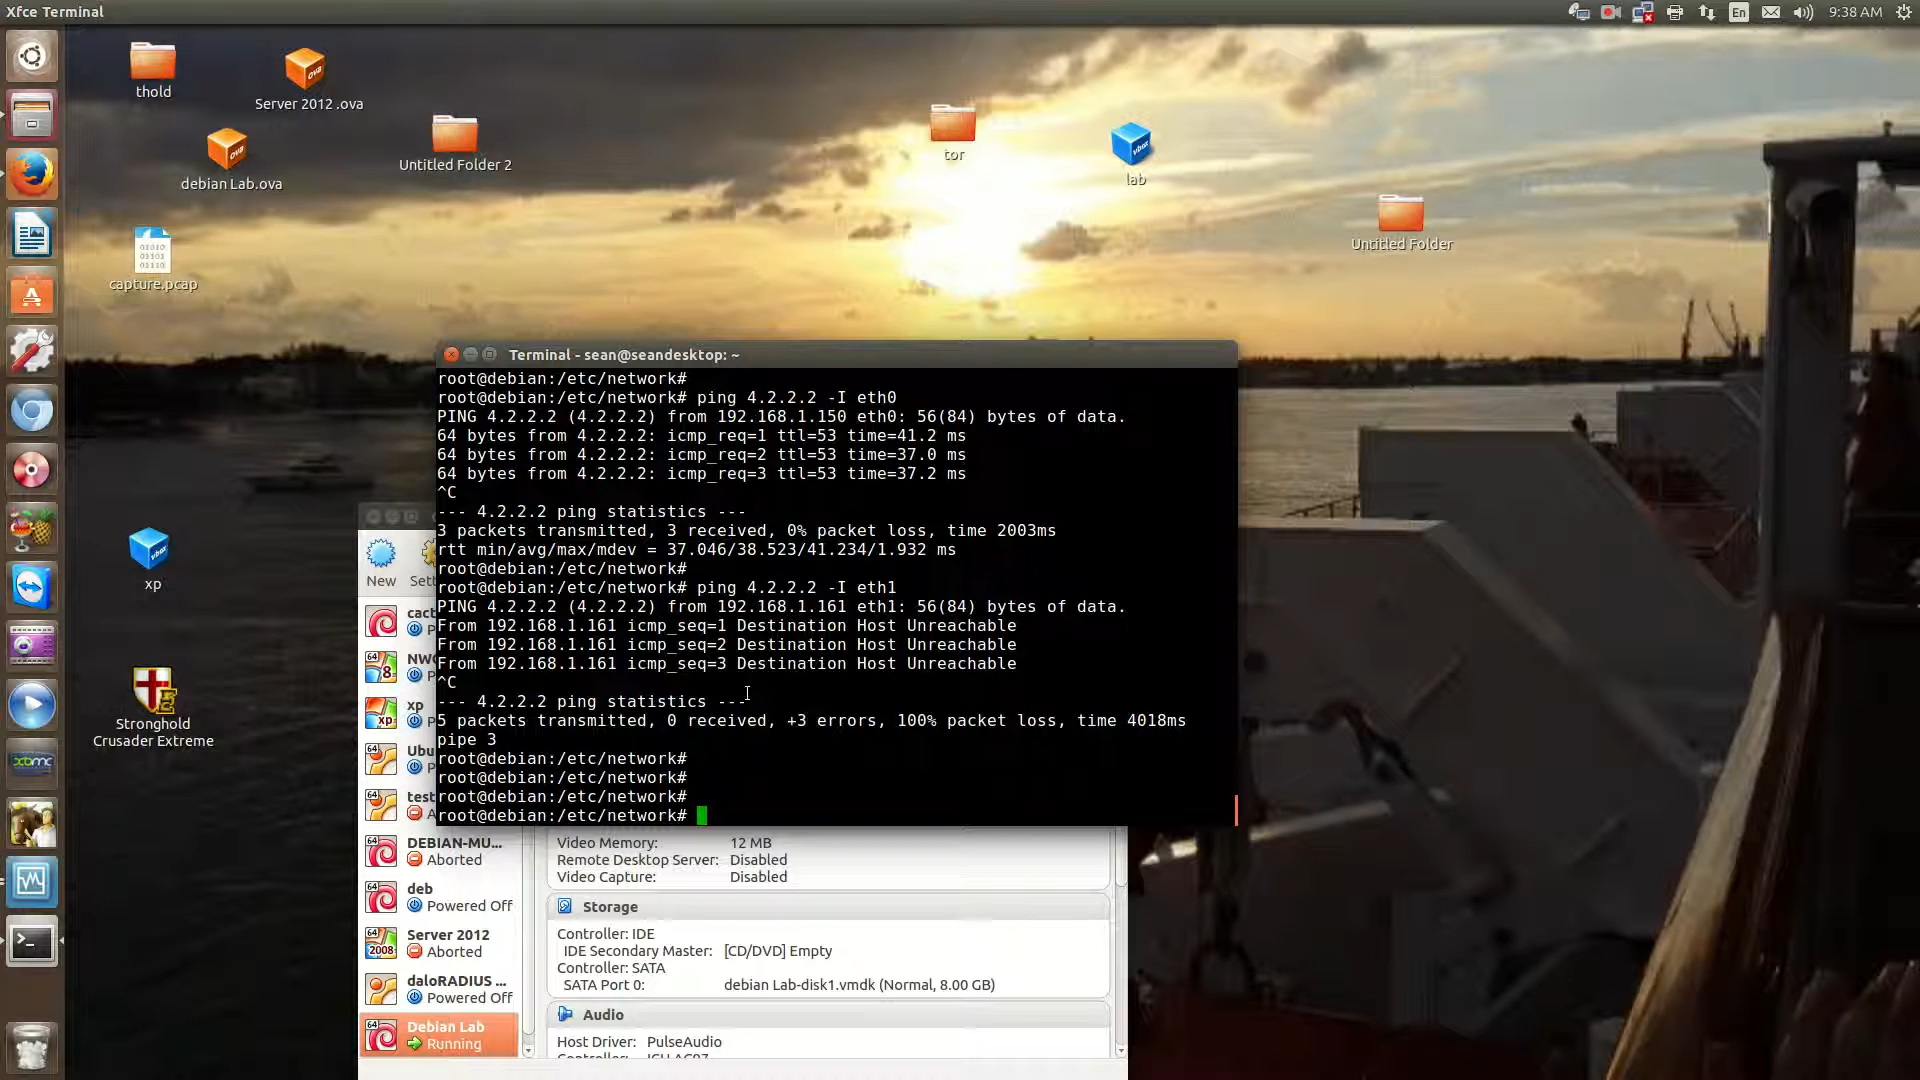 Xfce Terminal
En
9:38 AM
thold
Server 2012 .ova
debian Lab.ova
Untitled Folder 2
tor
lab
Untitled Folder
capture.pcap
xp
Stronghold
Crusader Extreme
Terminal - sean@seandesktop: ~
root@debian:/etc/network#
root@debian:/etc/network# ping 4.2.2.2 -I eth0
PING 4.2.2.2 (4.2.2.2) from 192.168.1.150 eth0: 56(84) bytes of data.
64 bytes from 4.2.2.2: icmp_req=1 ttl=53 time=41.2 ms
64 bytes from 4.2.2.2: icmp_req=2 ttl=53 time=37.0 ms
64 bytes from 4.2.2.2: icmp_req=3 ttl=53 time=37.2 ms
^C
--- 4.2.2.2 ping statistics ---
3 packets transmitted, 3 received, 0% packet loss, time 2003ms
rtt min/avg/max/mdev = 37.046/38.523/41.234/1.932 ms
root@debian:/etc/network#
root@debian:/etc/network# ping 4.2.2.2 -I eth1
PING 4.2.2.2 (4.2.2.2) from 192.168.1.161 eth1: 56(84) bytes of data.
From 192.168.1.161 icmp_seq=1 Destination Host Unreachable
From 192.168.1.161 icmp_seq=2 Destination Host Unreachable
From 192.168.1.161 icmp_seq=3 Destination Host Unreachable
^C
--- 4.2.2.2 ping statistics ---
5 packets transmitted, 0 received, +3 errors, 100% packet loss, time 4018ms
pipe 3
root@debian:/etc/network#
root@debian:/etc/network#
root@debian:/etc/network#
root@debian:/etc/network#
New
Sett
cact
NWO
xp
Ubu
test
DEBIAN-MU...
Aborted
deb
Powered Off
Server 2012
Aborted
daloRADIUS ...
Powered Off
Debian Lab
Running
Video Memory: 12 MB
Remote Desktop Server: Disabled
Video Capture: Disabled
Storage
Controller: IDE
IDE Secondary Master: [CD/DVD] Empty
Controller: SATA
SATA Port 0: debian Lab-disk1.vmdk (Normal, 8.00 GB)
Audio
Host Driver: PulseAudio